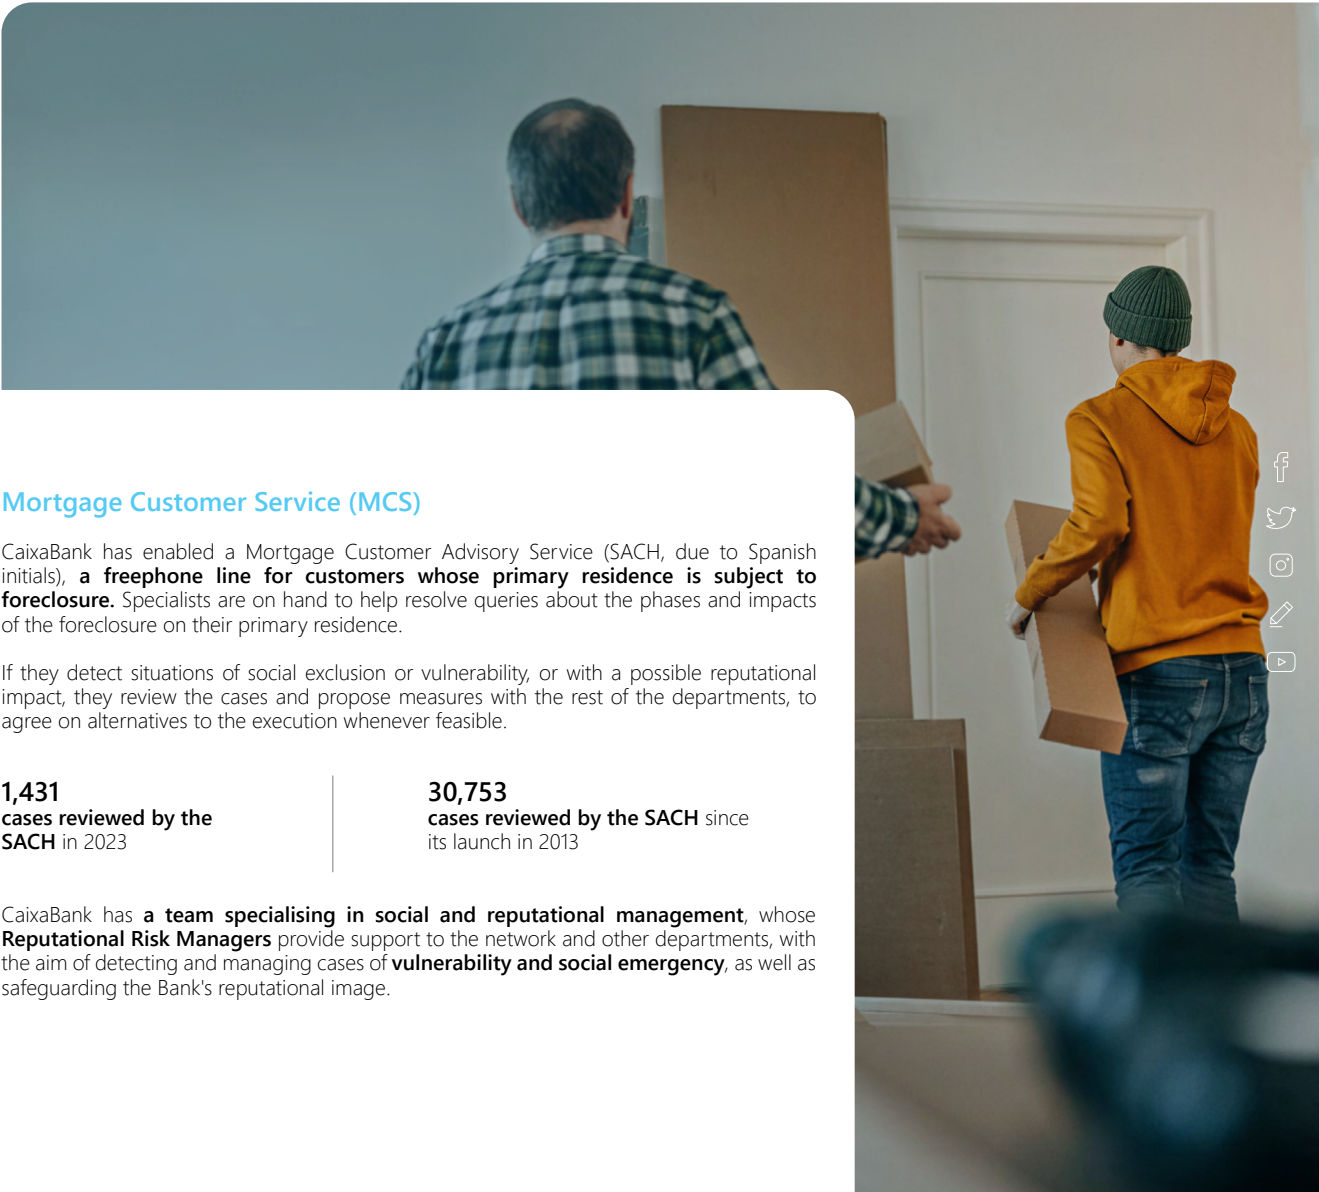 Mortgage Customer Service (MCS)
CaixaBank has enabled a Mortgage Customer Advisory Service (SACH, due to Spanish
initials), a freephone line for customers whose primary residence is subject to
foreclosure. Specialists are on hand to help resolve queries about the phases and impacts
of the foreclosure on their primary residence.
If they detect situations of social exclusion or vulnerability, or with a possible reputational
impact, they review the cases and propose measures with the rest of the departments, to
agree on alternatives to the execution whenever feasible.
1,431
cases reviewed by the
SACH in 2023
30,753
cases reviewed by the SACH since
its launch in 2013
CaixaBank has a team specialising in social and reputational management, whose
Reputational Risk Managers provide support to the network and other departments, with
the aim of detecting and managing cases of vulnerability and social emergency, as well as
safeguarding the Bank's reputational image.